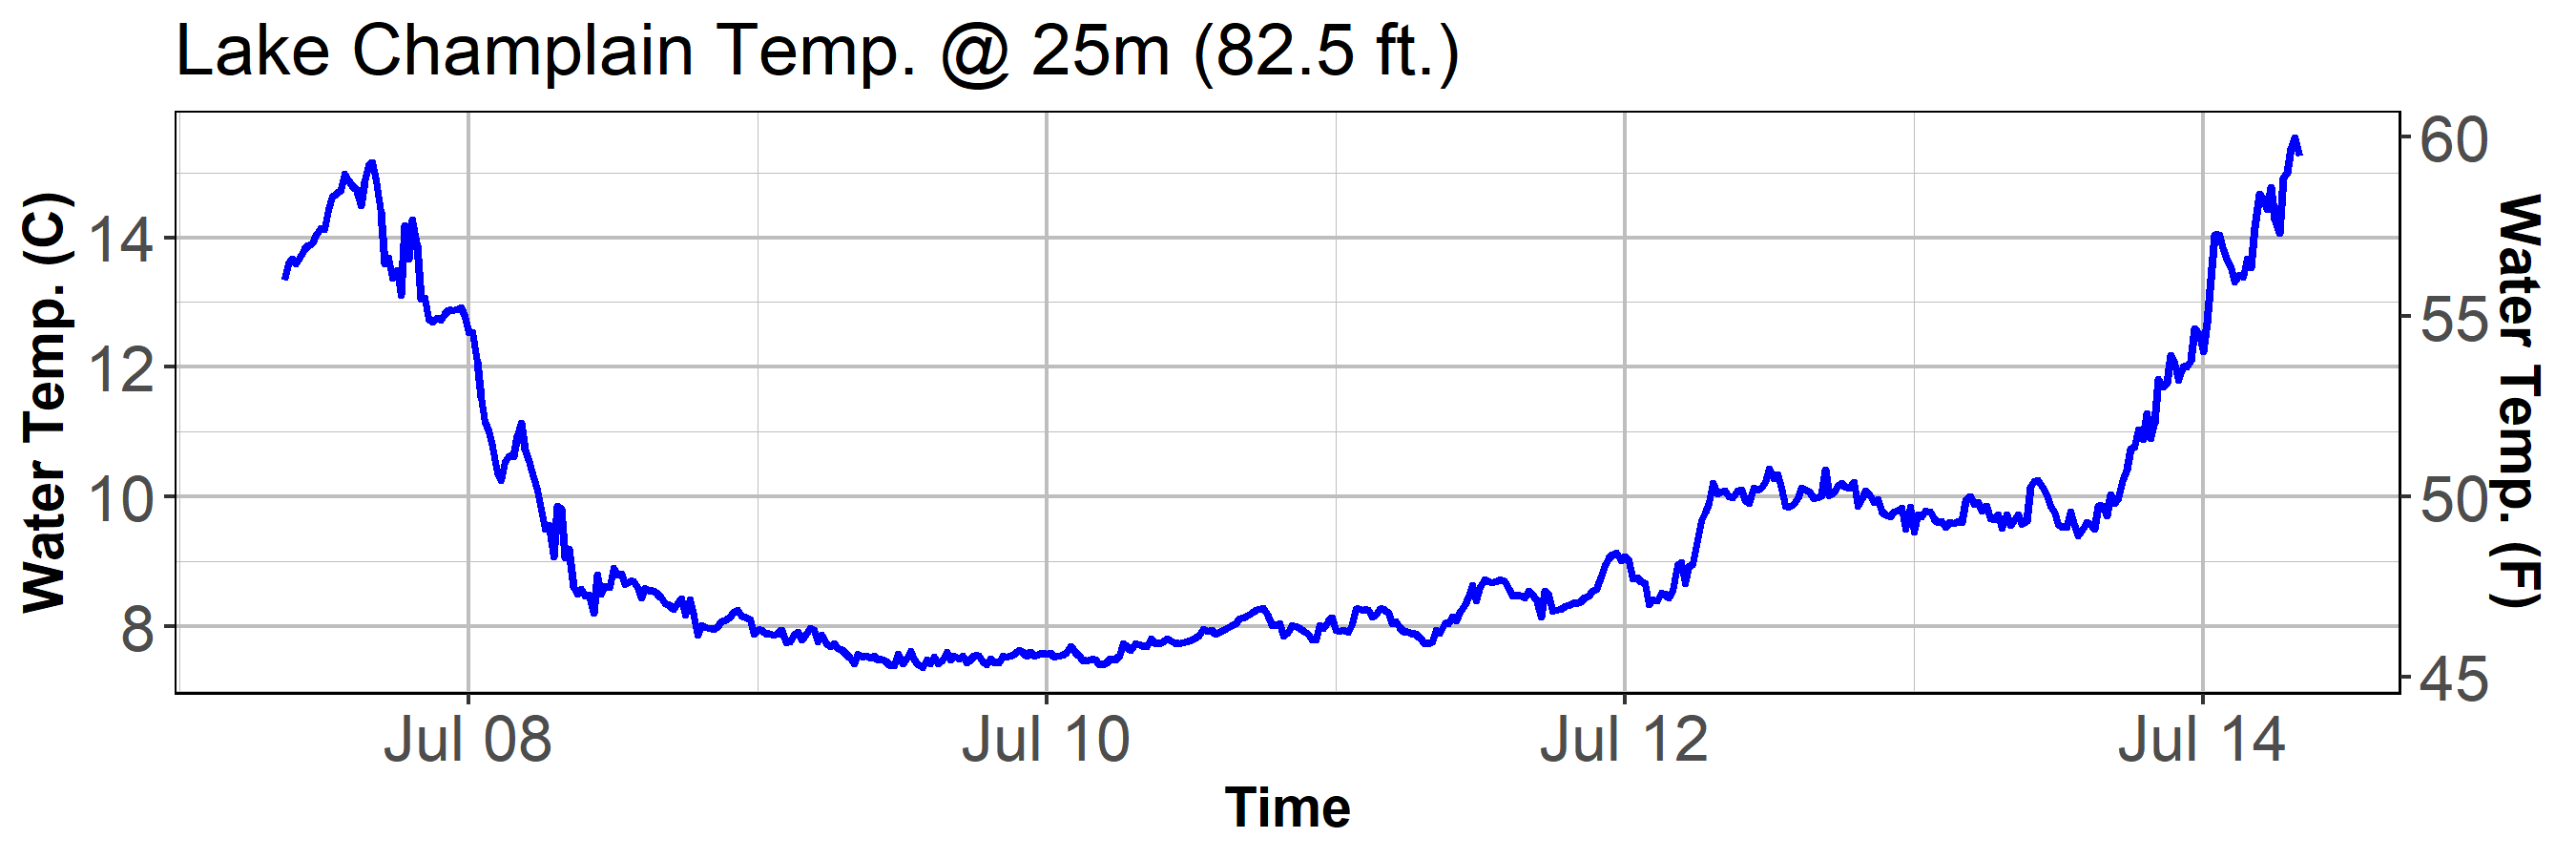 Lake Champlain Temp. @ 25m (82.5 ft.)
Water Temp. (C)
14
12
10
8
60
55
50
45
Water Temp. (F)
Jul 08
Jul 10
Jul 12
Jul 14
Time